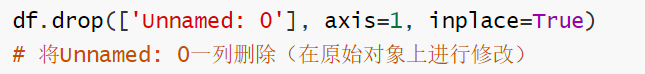 df.drop(['Unnamed: 0'], axis=1, inplace=True)
# 将Unnamed: 0一列删除（在原始对象上进行修改）